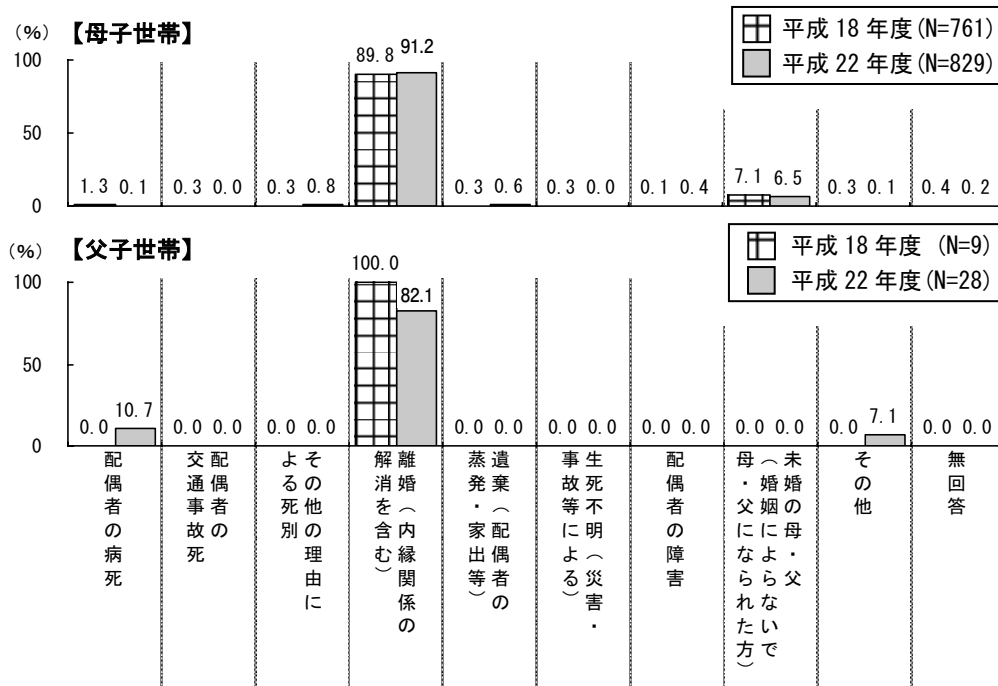 (%) 【母子世帯】
平成 18 年度(N=761)
平成 22 年度(N=829)
100
50
0
1.3 0.1
0.3 0.0
0.3 0.8
89.8 91.2
0.3 0.6
0.3 0.0
0.1 0.4
7.1 6.5
0.3 0.1
0.4 0.2
(%) 【父子世帯】
平成 18 年度 (N=9)
平成 22 年度(N=28)
100
50
0
0.0 10.7
0.0 0.0
0.0 0.0
100.0 82.1
0.0 0.0
0.0 0.0
0.0 0.0
0.0 0.0
0.0 7.1
0.0 0.0
配偶者の病死
配偶者の
交通事故死
その他の理由に
よる死別
離婚（内縁関係の
解消を含む）
遺棄（配偶者の
蒸発・家出等）
生死不明（災害・
事故等による）
配偶者の障害
未婚の母・父
（婚姻によらないで
母・父になられた方）
その他
無回答